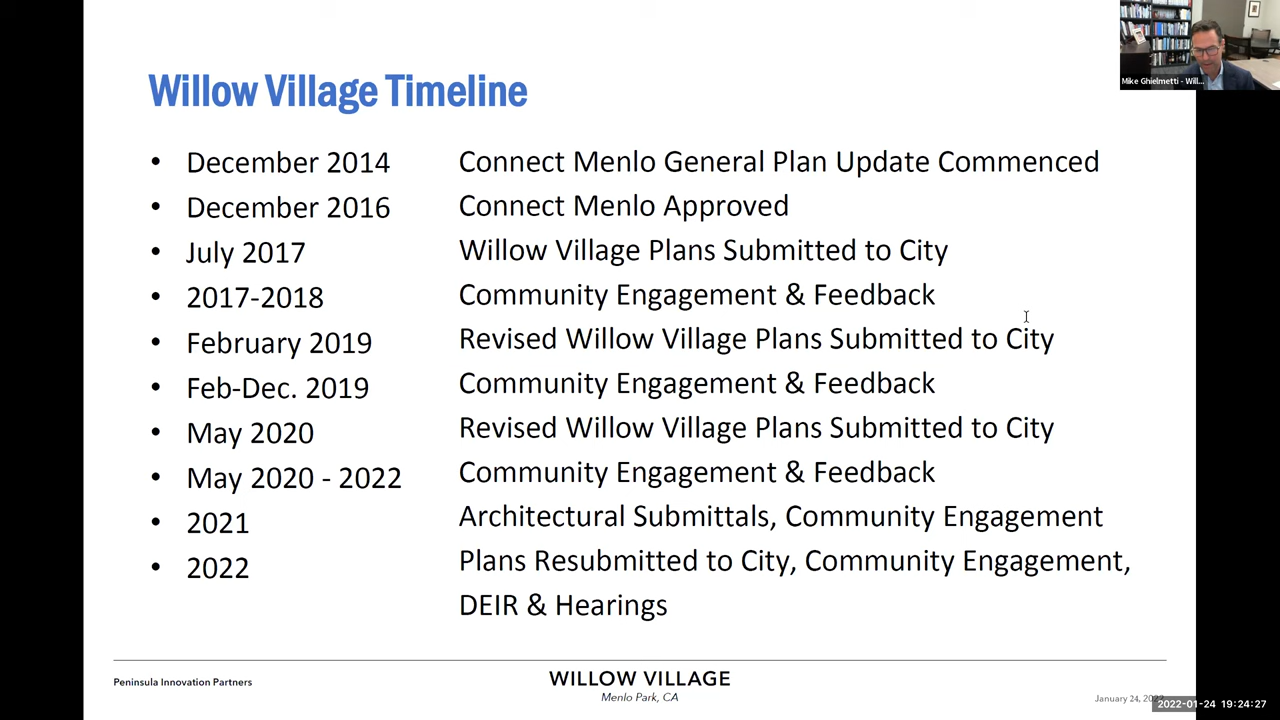 Mike Ghielmetti - Will...
Willow Village Timeline
• December 2014 Connect Menlo General Plan Update Commenced
• December 2016 Connect Menlo Approved
• July 2017 Willow Village Plans Submitted to City
• 2017-2018 Community Engagement & Feedback
• February 2019 Revised Willow Village Plans Submitted to City
• Feb-Dec. 2019 Community Engagement & Feedback
• May 2020 Revised Willow Village Plans Submitted to City
• May 2020 - 2022 Community Engagement & Feedback
• 2021 Architectural Submittals, Community Engagement
• 2022 Plans Resubmitted to City, Community Engagement,
DEIR & Hearings
Peninsula Innovation Partners
WILLOW VILLAGE
Menlo Park, CA
January 24, 2022
2022-01-24 19:24:27